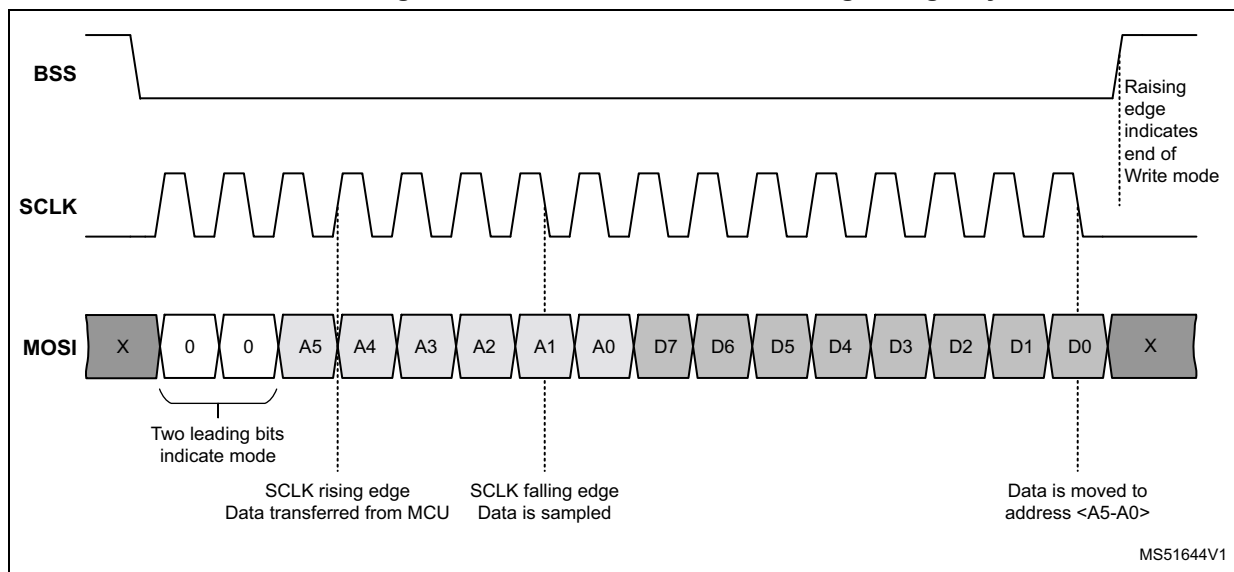 BSS
Raising
edge
indicates
end of
Write mode
SCLK
MOSI
X 0 0 A5 A4 A3 A2 A1 A0 D7 D6 D5 D4 D3 D2 D1 D0 X
Two leading bits
indicate mode
SCLK rising edge
Data transferred from MCU
SCLK falling edge
Data is sampled
Data is moved to
address <A5-A0>
MS51644V1